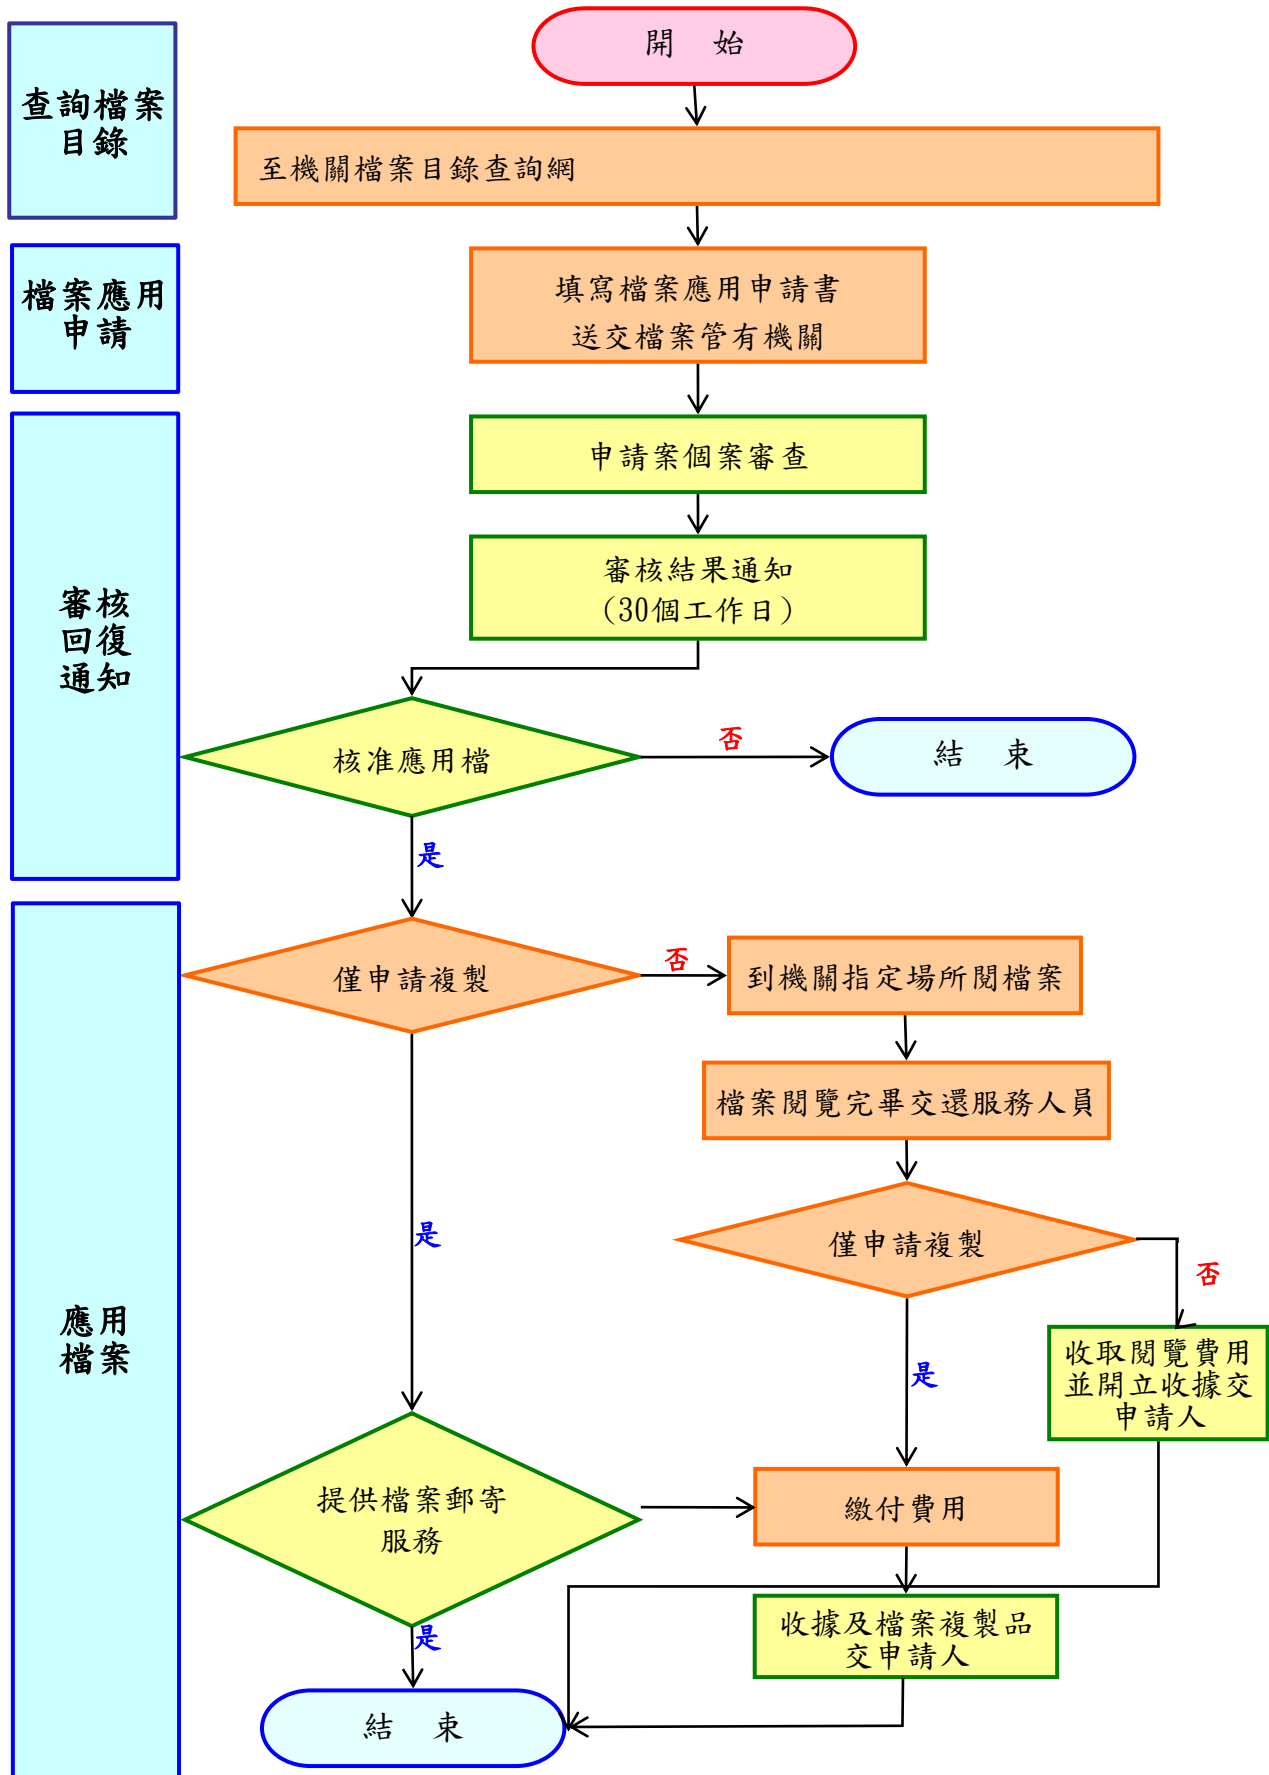 開　始
查詢檔案
目錄
至機關檔案目錄查詢網
檔案應用
申請
填寫檔案應用申請書
送交檔案管有機關
審核
回復
通知
申請案個案審查
審核結果通知
(30個工作日)
核准應用檔
否
結　束
是
應用
檔案
僅申請複製
否
到機關指定場所閱檔案
檔案閱覽完畢交還服務人員
是
僅申請複製
否
是
收取閱覽費用
並開立收據交
申請人
提供檔案郵寄
服務
繳付費用
是
收據及檔案複製品
交申請人
結　束